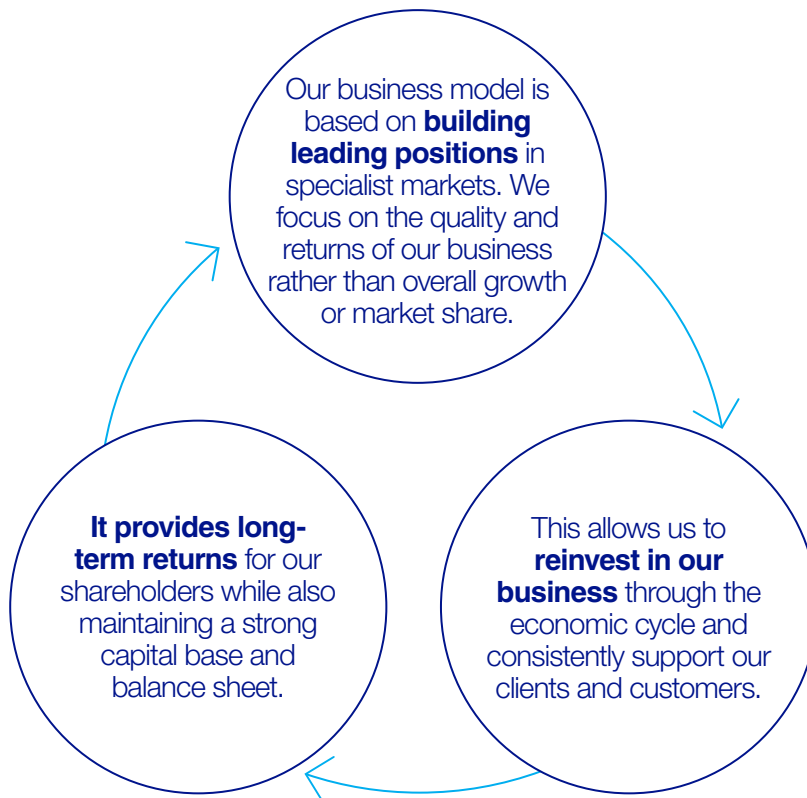 Our business model is
based on building
leading positions in
specialist markets. We
focus on the quality and
returns of our business
rather than overall growth
or market share.
This allows us to
reinvest in our
business through the
economic cycle and
consistently support our
clients and customers.
It provides long-
term returns for our
shareholders while also
maintaining a strong
capital base and
balance sheet.